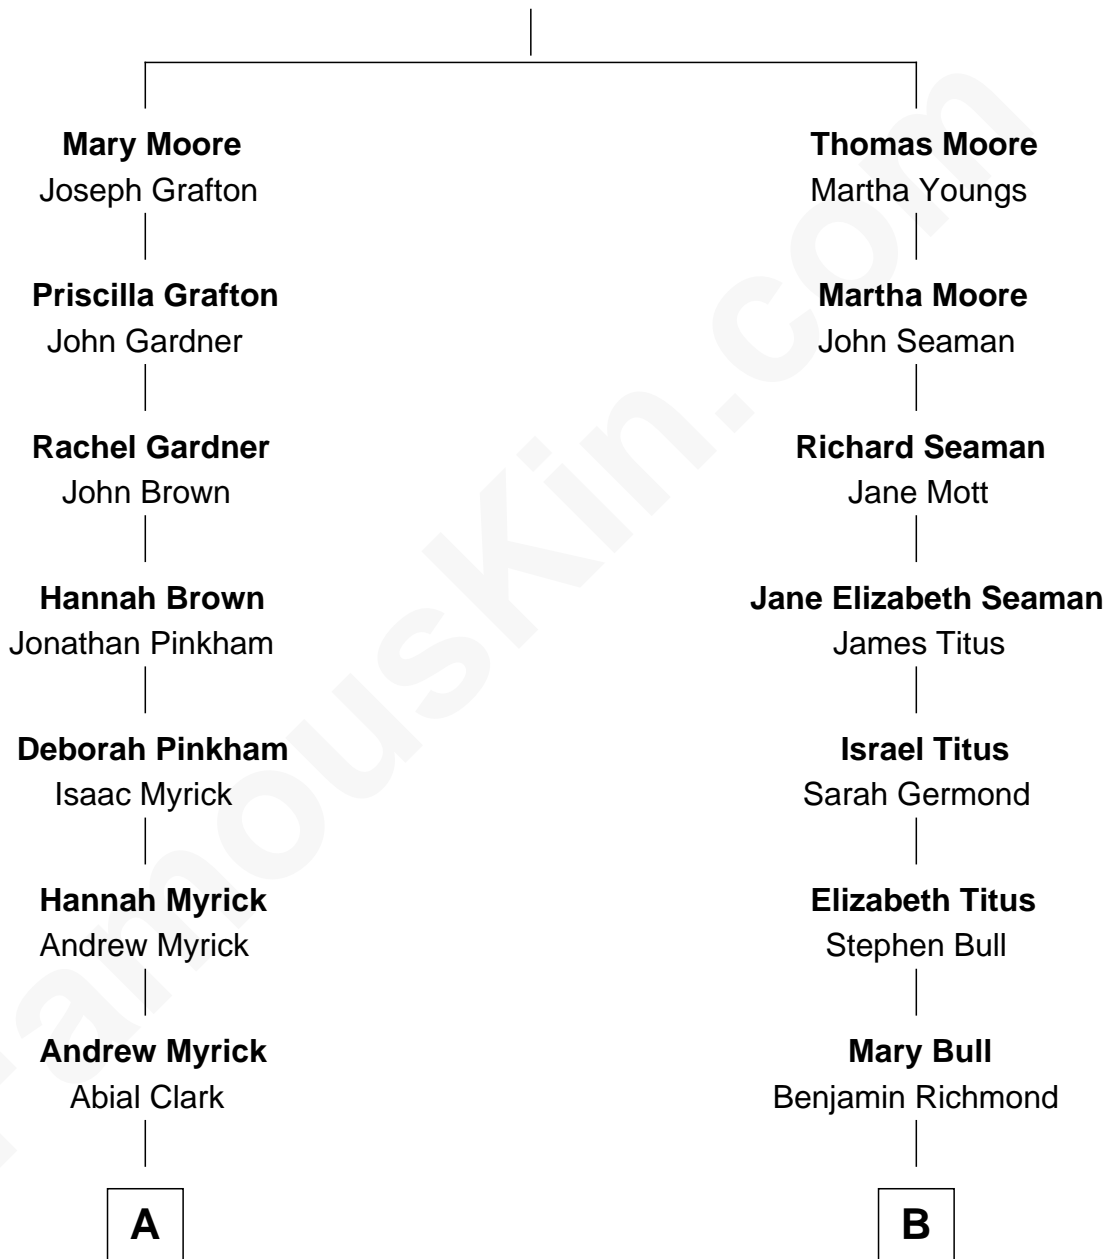 Mary Moore
Joseph Grafton
Priscilla Grafton
John Gardner
Rachel Gardner
John Brown
Hannah Brown
Jonathan Pinkham
Deborah Pinkham
Isaac Myrick
Hannah Myrick
Andrew Myrick
Andrew Myrick
Abial Clark
A
Thomas Moore
Martha Youngs
Martha Moore
John Seaman
Richard Seaman
Jane Mott
Jane Elizabeth Seaman
James Titus
Israel Titus
Sarah Germond
Elizabeth Titus
Stephen Bull
Mary Bull
Benjamin Richmond
B
FamousKin.com